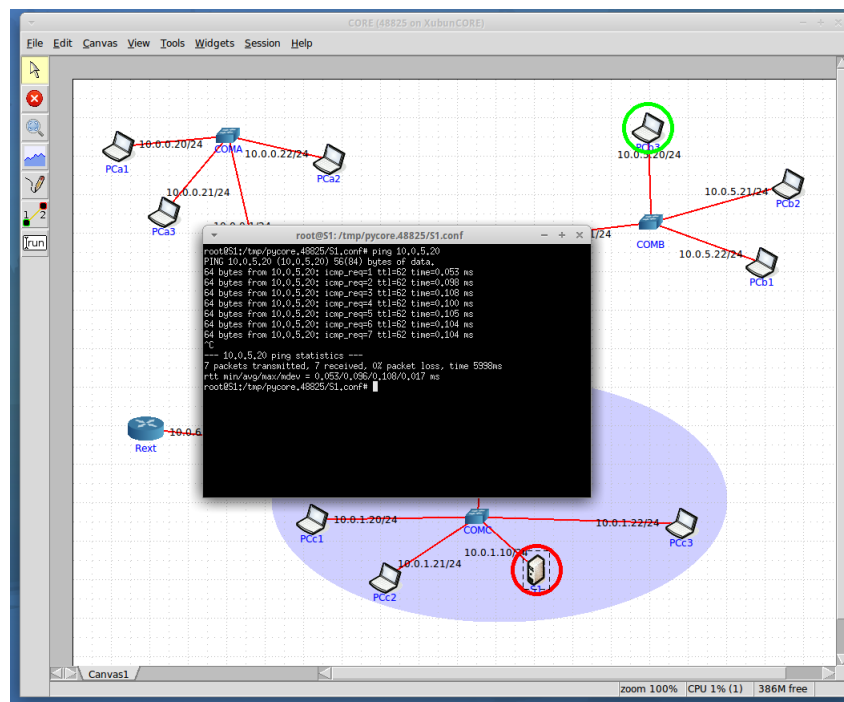 CORE (48825 on XubunCORE)
File Edit Canvas View Tools Widgets Session Help
10.0.0.20/24
COMA
10.0.0.22/24
PCa1
PCa2
10.0.0.21/24
PCa3
PCb3
10.0.5.20/24
10.0.5.21/24
PCb2
1/24
COMB
10.0.5.22/24
PCb1
1 2
run
root@S1: /tmp/pycore.48825/S1.conf
root@S1:/tmp/pycore.48825/S1.conf# ping 10.0.5.20
PING 10.0.5.20 (10.0.5.20) 56(84) bytes of data.
64 bytes from 10.0.5.20: icmp_req=1 ttl=62 time=0.053 ms
64 bytes from 10.0.5.20: icmp_req=2 ttl=62 time=0.098 ms
64 bytes from 10.0.5.20: icmp_req=3 ttl=62 time=0.108 ms
64 bytes from 10.0.5.20: icmp_req=4 ttl=62 time=0.100 ms
64 bytes from 10.0.5.20: icmp_req=5 ttl=62 time=0.105 ms
64 bytes from 10.0.5.20: icmp_req=6 ttl=62 time=0.104 ms
64 bytes from 10.0.5.20: icmp_req=7 ttl=62 time=0.104 ms
^C
--- 10.0.5.20 ping statistics ---
7 packets transmitted, 7 received, 0% packet loss, time 5998ms
rtt min/avg/max/mdev = 0.053/0.096/0.108/0.017 ms
root@S1:/tmp/pycore.48825/S1.conf#
10.0.6
Rext
10.0.1.20/24
PCc1
COMC
10.0.1.22/24
PCc3
10.0.1.10/24
10.0.1.21/24
PCc2
S1
Canvas1
zoom 100% CPU 1% (1) 386M free